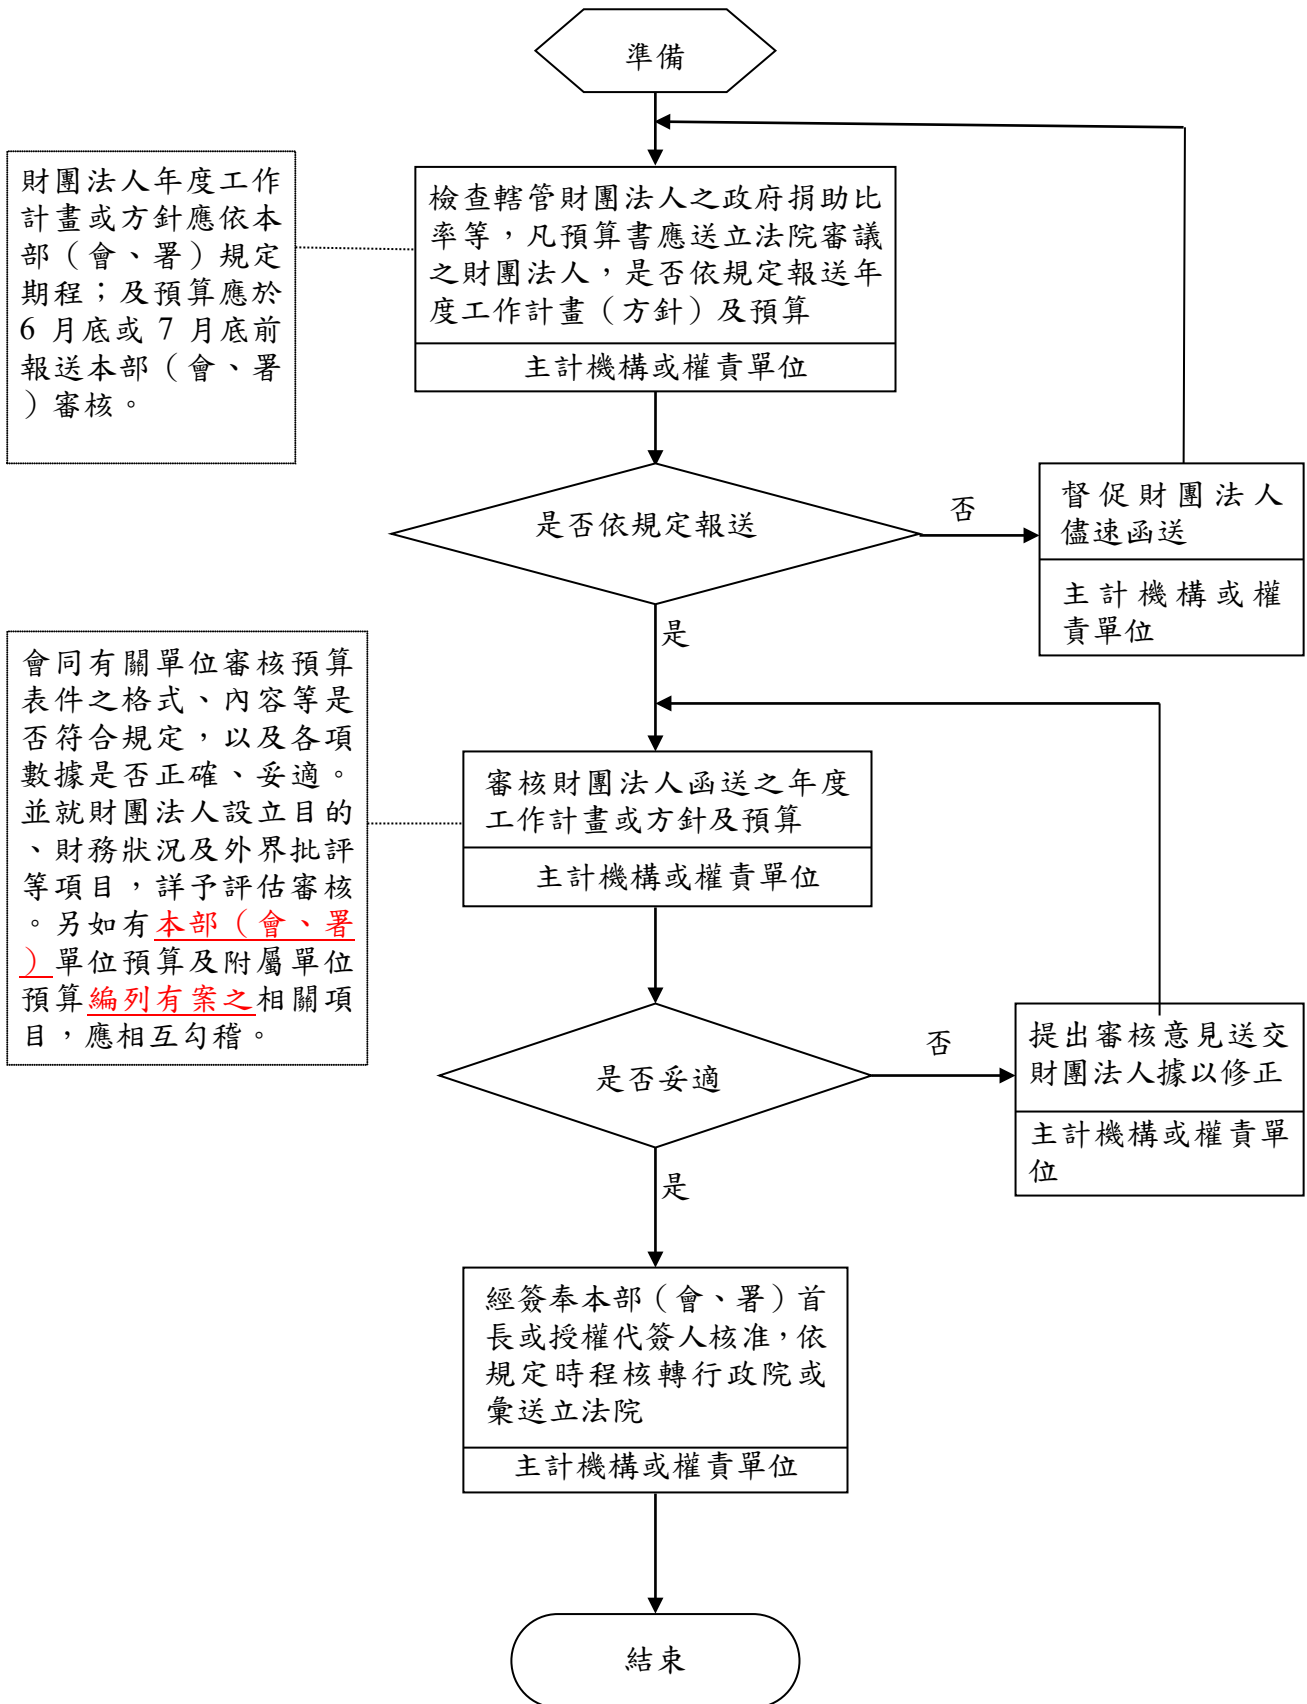 準備
財團法人年度工作
計畫或方針應依本
部（會、署）規定
期程；及預算應於
6 月底或 7 月底前
報送本部（會、署
）審核。
檢查轄管財團法人之政府捐助比
率等，凡預算書應送立法院審議
之財團法人，是否依規定報送年
度工作計畫（方針）及預算
主計機構或權責單位
是否依規定報送
否
督促財團法人
儘速函送
主計機構或權
責單位
是
會同有關單位審核預算
表件之格式、內容等是
否符合規定，以及各項
數據是否正確、妥適。
並就財團法人設立目的
、財務狀況及外界批評
等項目，詳予評估審核
。另如有本部（會、署
）單位預算及附屬單位
預算編列有案之相關項
目，應相互勾稽。
審核財團法人函送之年度
工作計畫或方針及預算
主計機構或權責單位
是否妥適
否
提出審核意見送交
財團法人據以修正
主計機構或權責單
位
是
經簽奉本部（會、署）首
長或授權代簽人核准，依
規定時程核轉行政院或
彙送立法院
主計機構或權責單位
結束